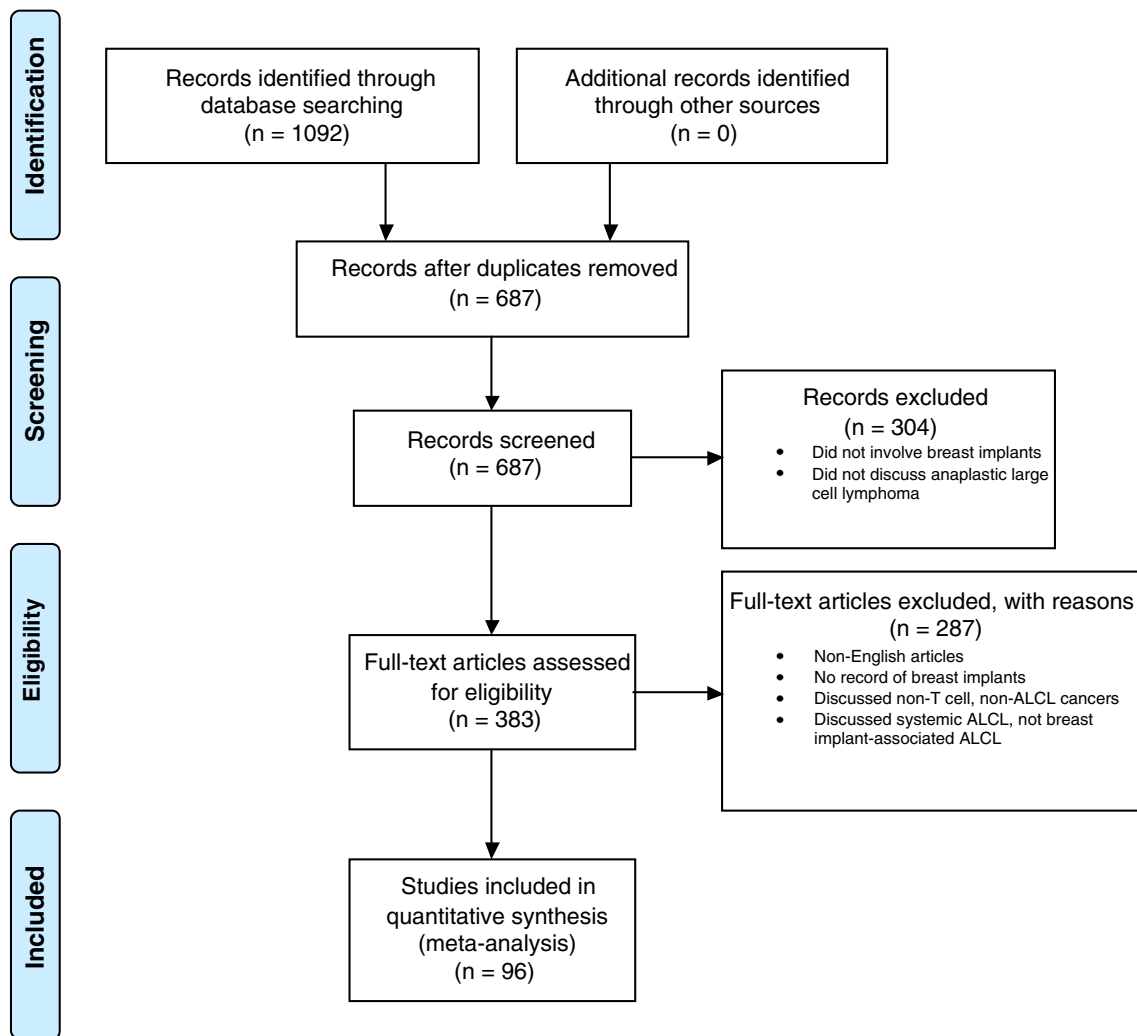 Identification
Records identified through
database searching
(n = 1092)
Additional records identified
through other sources
(n = 0)
Records after duplicates removed
(n = 687)
Screening
Records screened
(n = 687)
Records excluded
(n = 304)
• Did not involve breast implants
• Did not discuss anaplastic large
cell lymphoma
Eligibility
Full-text articles assessed
for eligibility
(n = 383)
Full-text articles excluded, with reasons
(n = 287)
• Non-English articles
• No record of breast implants
• Discussed non-T cell, non-ALCL cancers
• Discussed systemic ALCL, not breast
implant-associated ALCL
Included
Studies included in
quantitative synthesis
(meta-analysis)
(n = 96)